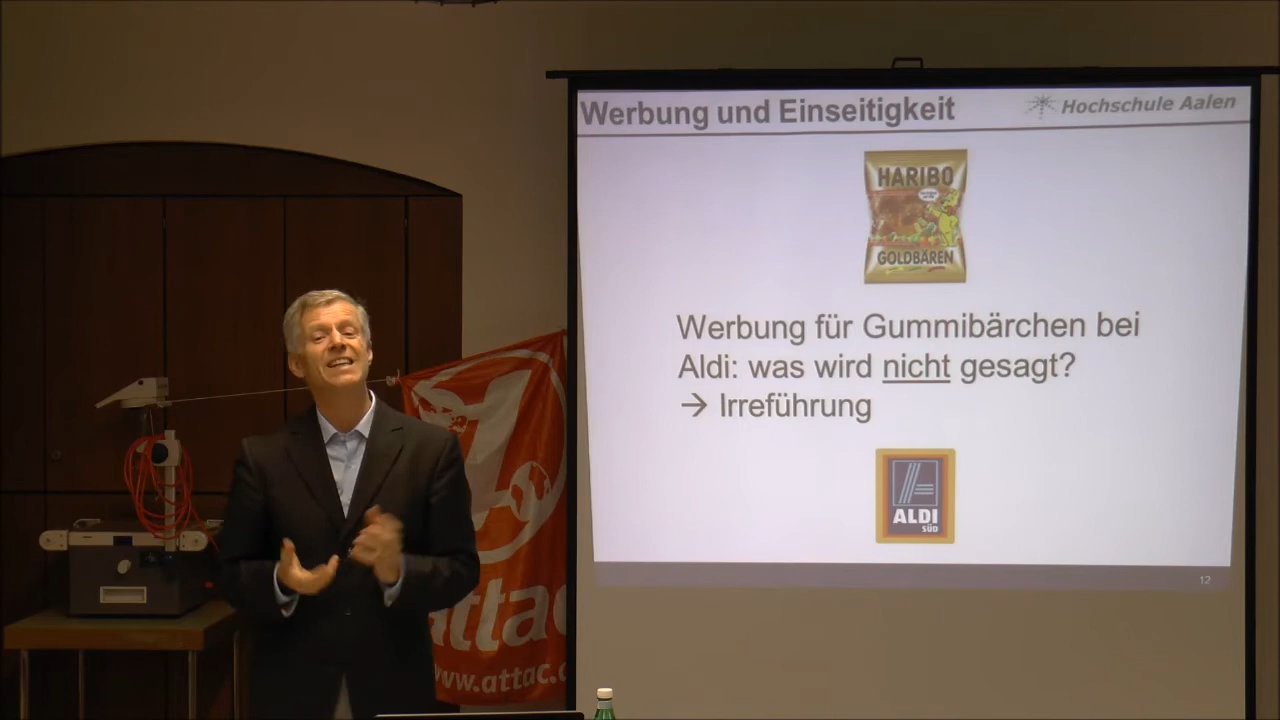 Werbung und Einseitigkeit
Hochschule Aalen
HARIBO
GOLDBÄREN
Werbung für Gummibärchen bei
Aldi: was wird nicht gesagt?
→ Irreführung
ALDI
SÜD
12
attac
www.attac.